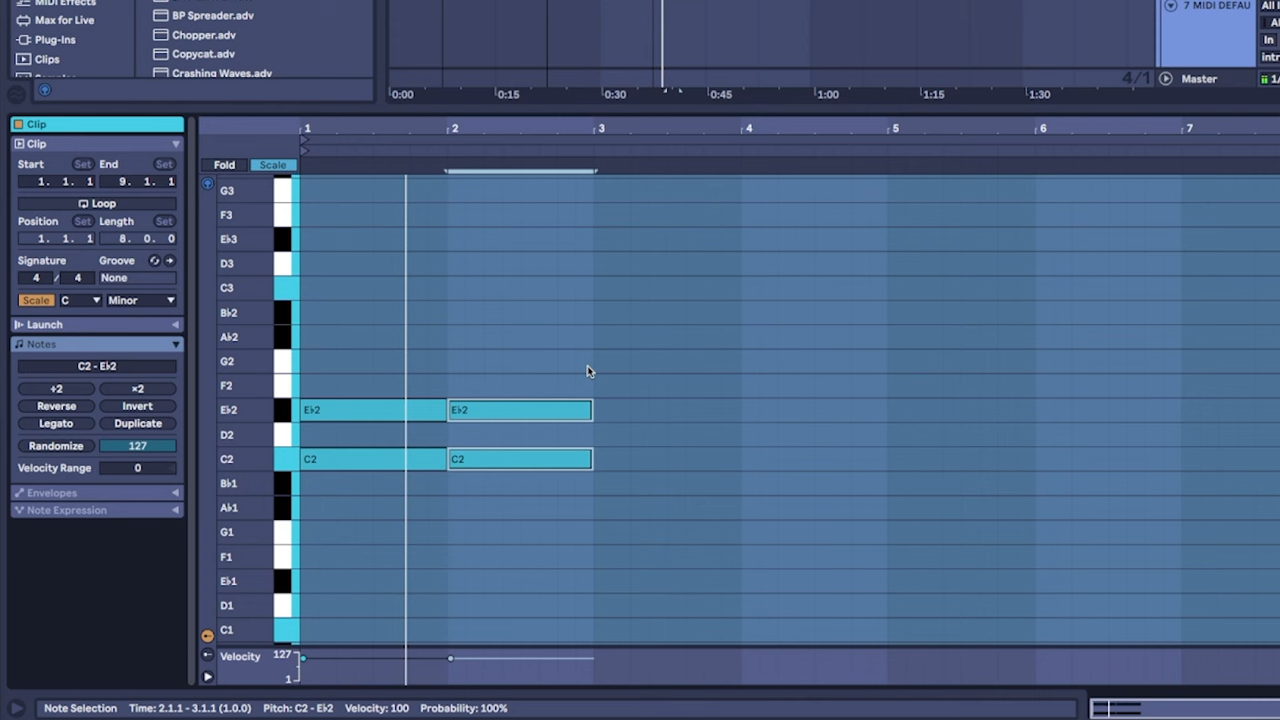 MIDI Effects
Max for Live
Plug-Ins
Clips
BP Spreader.adv
Chopper.adv
Copycat.adv
Crashing Waves.adv
7 MIDI DEFAU
All I
In
intr
4/1
Master
1/
0:00 0:15 0:30 0:45 1:00 1:15 1:30
Clip
Clip
Start Set End Set
1. 1. 1 9. 1. 1
Loop
Position Set Length Set
1. 1. 1 8. 0. 0
Signature Groove
4 / 4 None
Scale C Minor
Launch
Notes
C2 - E♭2
÷2 ×2
Reverse Invert
Legato Duplicate
Randomize 127
Velocity Range 0
Envelopes
Note Expression
1 2 3 4 5 6 7
Fold Scale
G3
F3
E♭3
D3
C3
B♭2
A♭2
G2
F2
E♭2 E♭2 E♭2
D2
C2 C2 C2
B♭1
A♭1
G1
F1
E♭1
D1
C1
Velocity 127
1
Note Selection Time: 2.1.1 - 3.1.1 (1.0.0) Pitch: C2 - E♭2 Velocity: 100 Probability: 100%